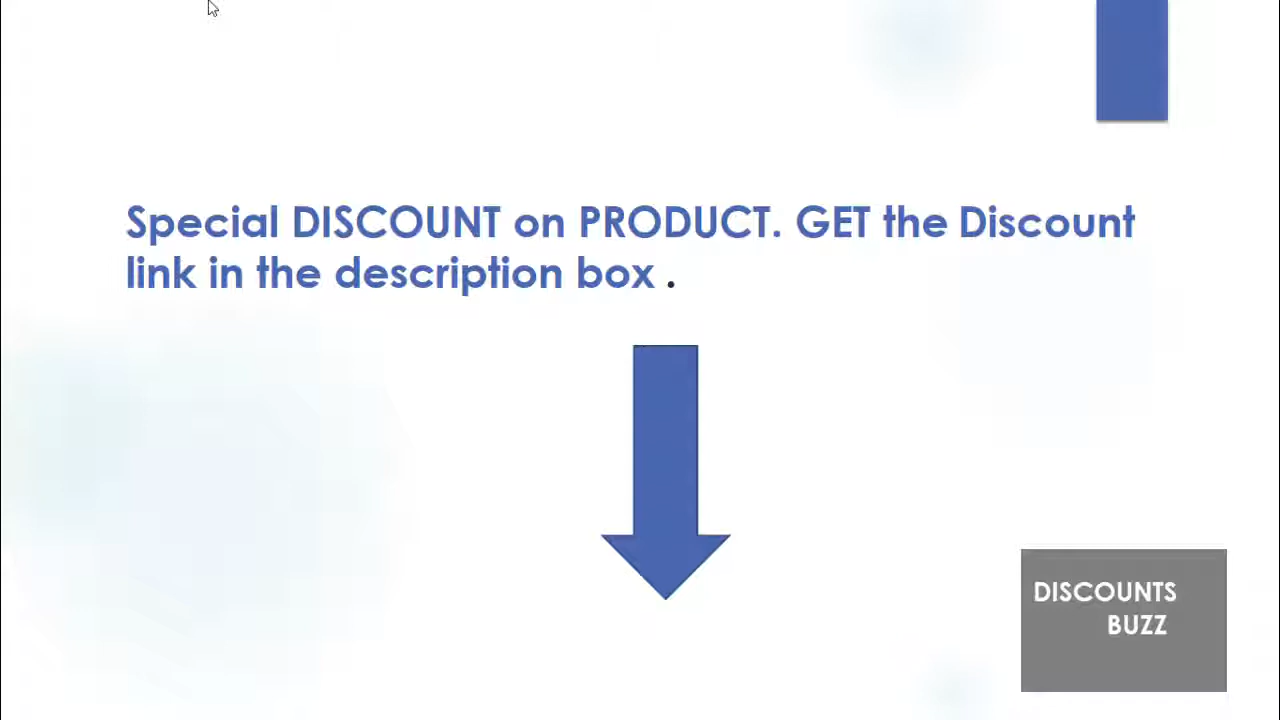 Special DISCOUNT on PRODUCT. GET the Discount
link in the description box .
DISCOUNTS
BUZZ